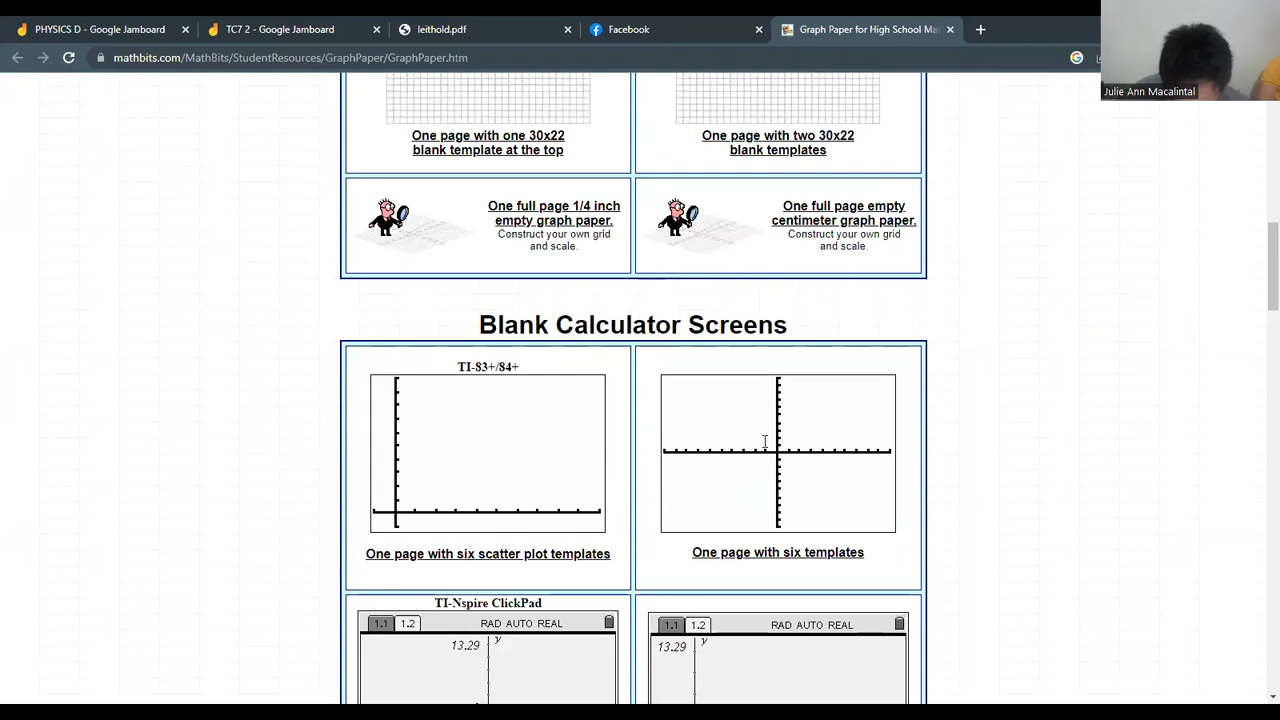 PHYSICS D - Google Jamboard
TC7 2 - Google Jamboard
leithold.pdf
Facebook
Graph Paper for High School Mat
mathbits.com/MathBits/StudentResources/GraphPaper/GraphPaper.htm
Julie Ann Macalintal
One page with one 30x22
blank template at the top
One page with two 30x22
blank templates
One full page 1/4 inch
empty graph paper.
Construct your own grid
and scale.
One full page empty
centimeter graph paper.
Construct your own grid
and scale.
Blank Calculator Screens
TI-83+/84+
One page with six scatter plot templates
One page with six templates
TI-Nspire ClickPad
1.1 1.2 RAD AUTO REAL
13.29 y
1.1 1.2 RAD AUTO REAL
13.29 y